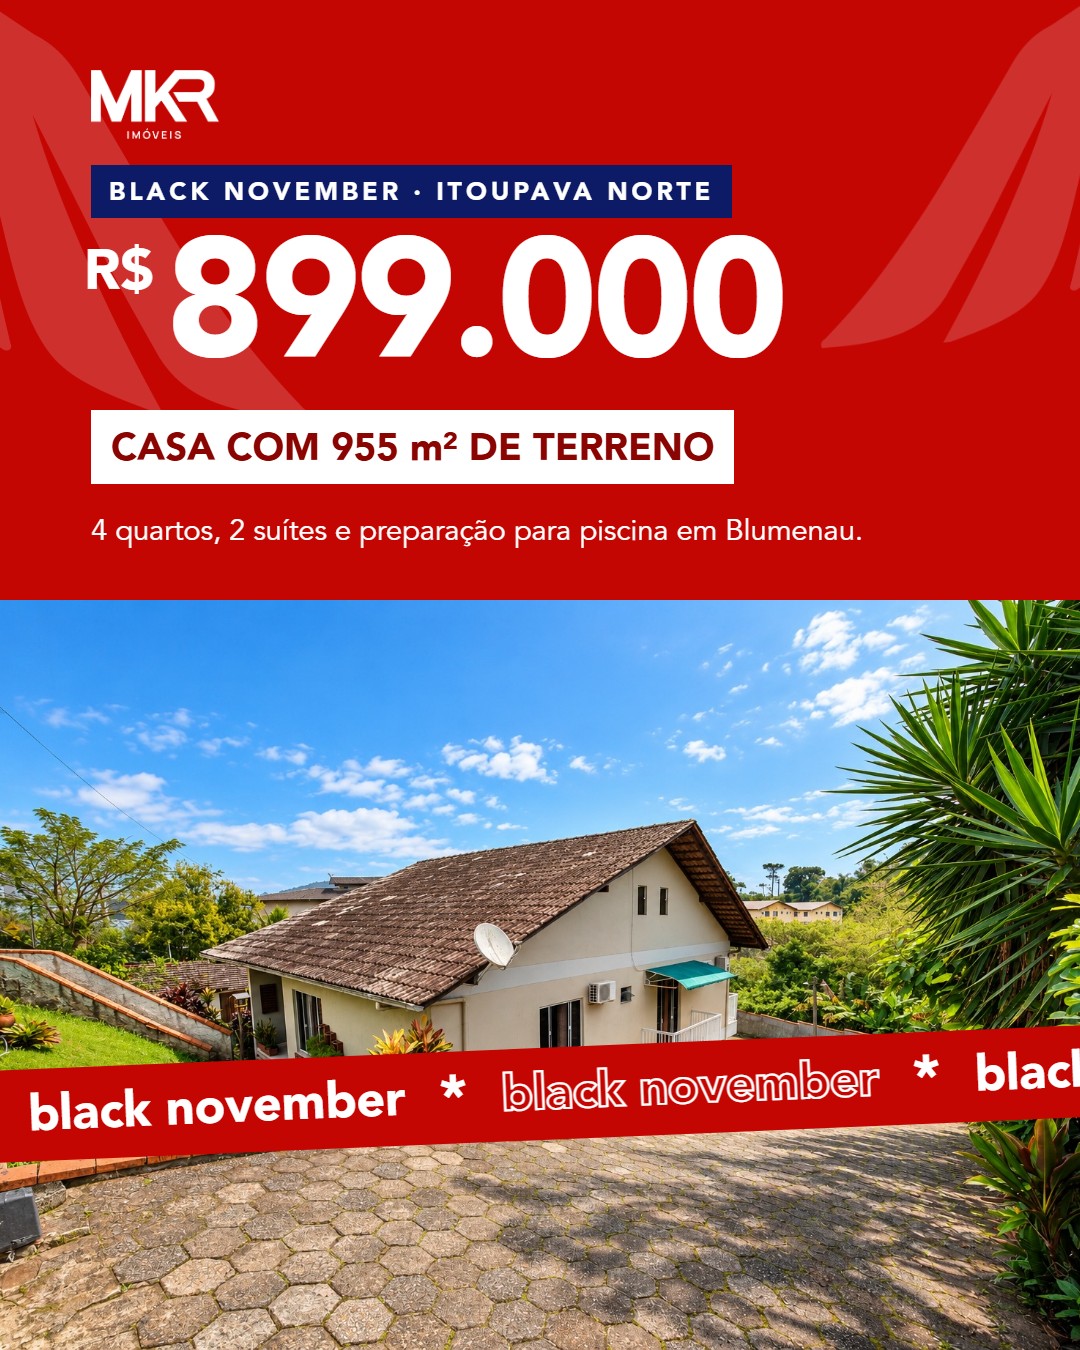 MKR
IMÓVEIS
BLACK NOVEMBER · ITOUPAVA NORTE
R$ 899.000
CASA COM 955 m² DE TERRENO
4 quartos, 2 suítes e preparação para piscina em Blumenau.
black november * black november * blac